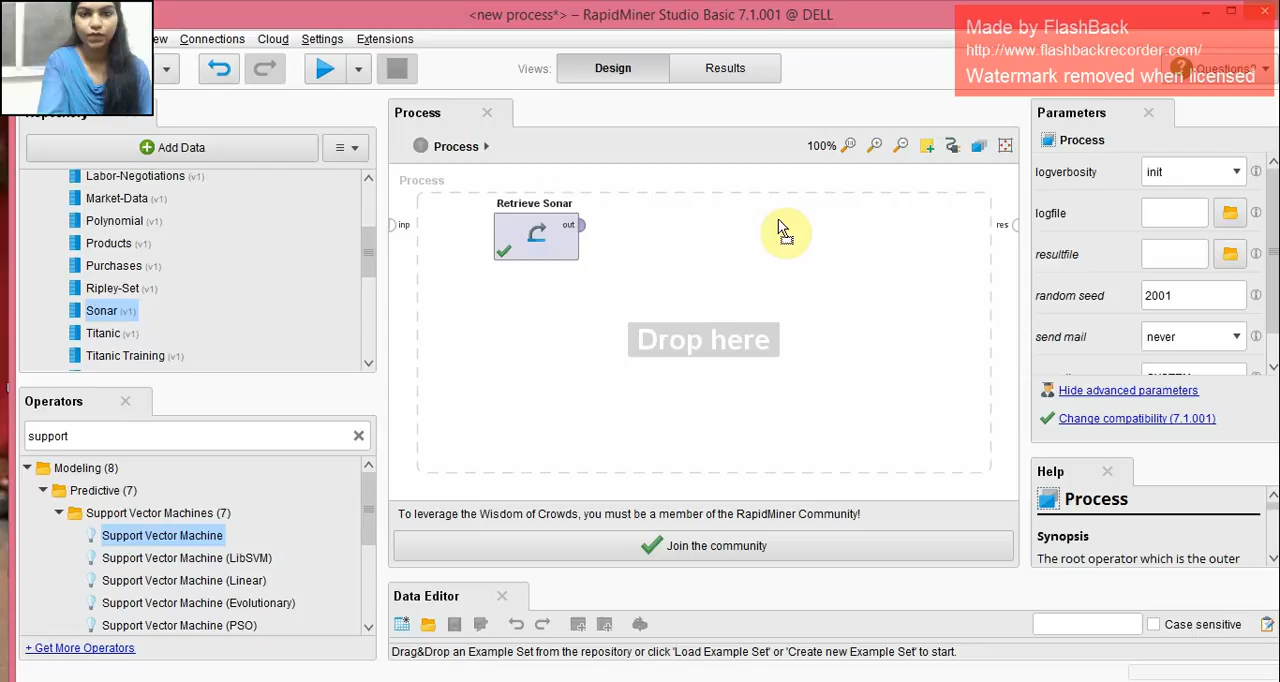 <new process*> – RapidMiner Studio Basic 7.1.001 @ DELL
Made by FlashBack
http://www.flashbackrecorder.com/
Watermark removed when licensed
Connections Cloud Settings Extensions
Views: Design Results
Questions?
Add Data
Labor-Negotiations (v1)
Market-Data (v1)
Polynomial (v1)
Products (v1)
Purchases (v1)
Ripley-Set (v1)
Sonar (v1)
Titanic (v1)
Titanic Training (v1)
Operators
support
Modeling (8)
Predictive (7)
Support Vector Machines (7)
Support Vector Machine
Support Vector Machine (LibSVM)
Support Vector Machine (Linear)
Support Vector Machine (Evolutionary)
Support Vector Machine (PSO)
+ Get More Operators
Process
Process
100%
Process
Retrieve Sonar
inp
out
res
Drop here
To leverage the Wisdom of Crowds, you must be a member of the RapidMiner Community!
Join the community
Data Editor
Case sensitive
Drag&Drop an Example Set from the repository or click 'Load Example Set' or 'Create new Example Set' to start.
Parameters
Process
logverbosity init
logfile
resultfile
random seed 2001
send mail never
Hide advanced parameters
Change compatibility (7.1.001)
Help
Process
Synopsis
The root operator which is the outer